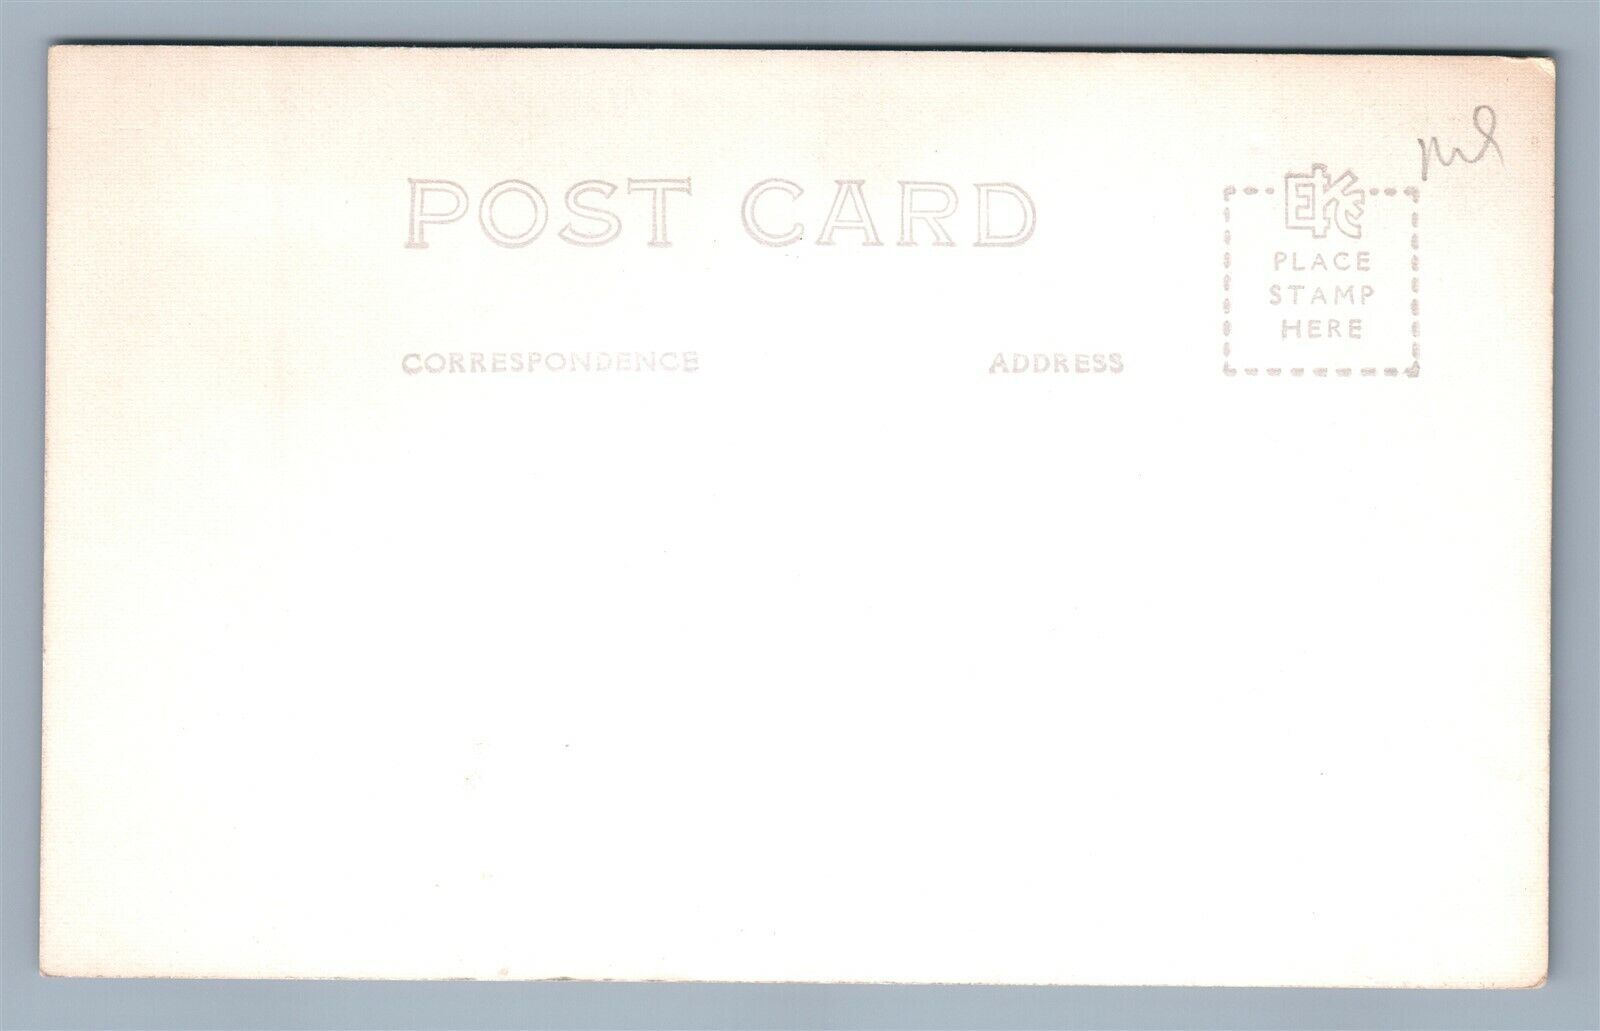 POST CARD
EKC
PLACE
STAMP
HERE
CORRESPONDENCE
ADDRESS